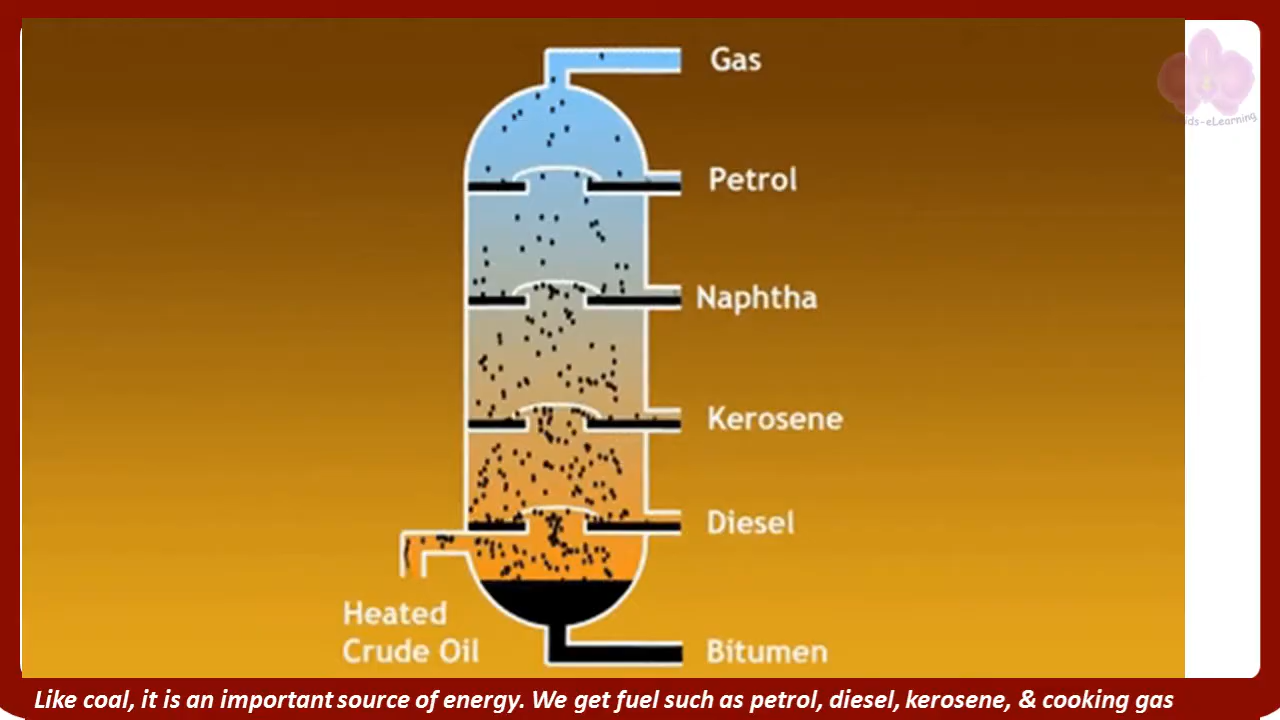 Gas
Petrol
Naphtha
Kerosene
Diesel
Heated
Crude Oil
Bitumen
Like coal, it is an important source of energy. We get fuel such as petrol, diesel, kerosene, & cooking gas